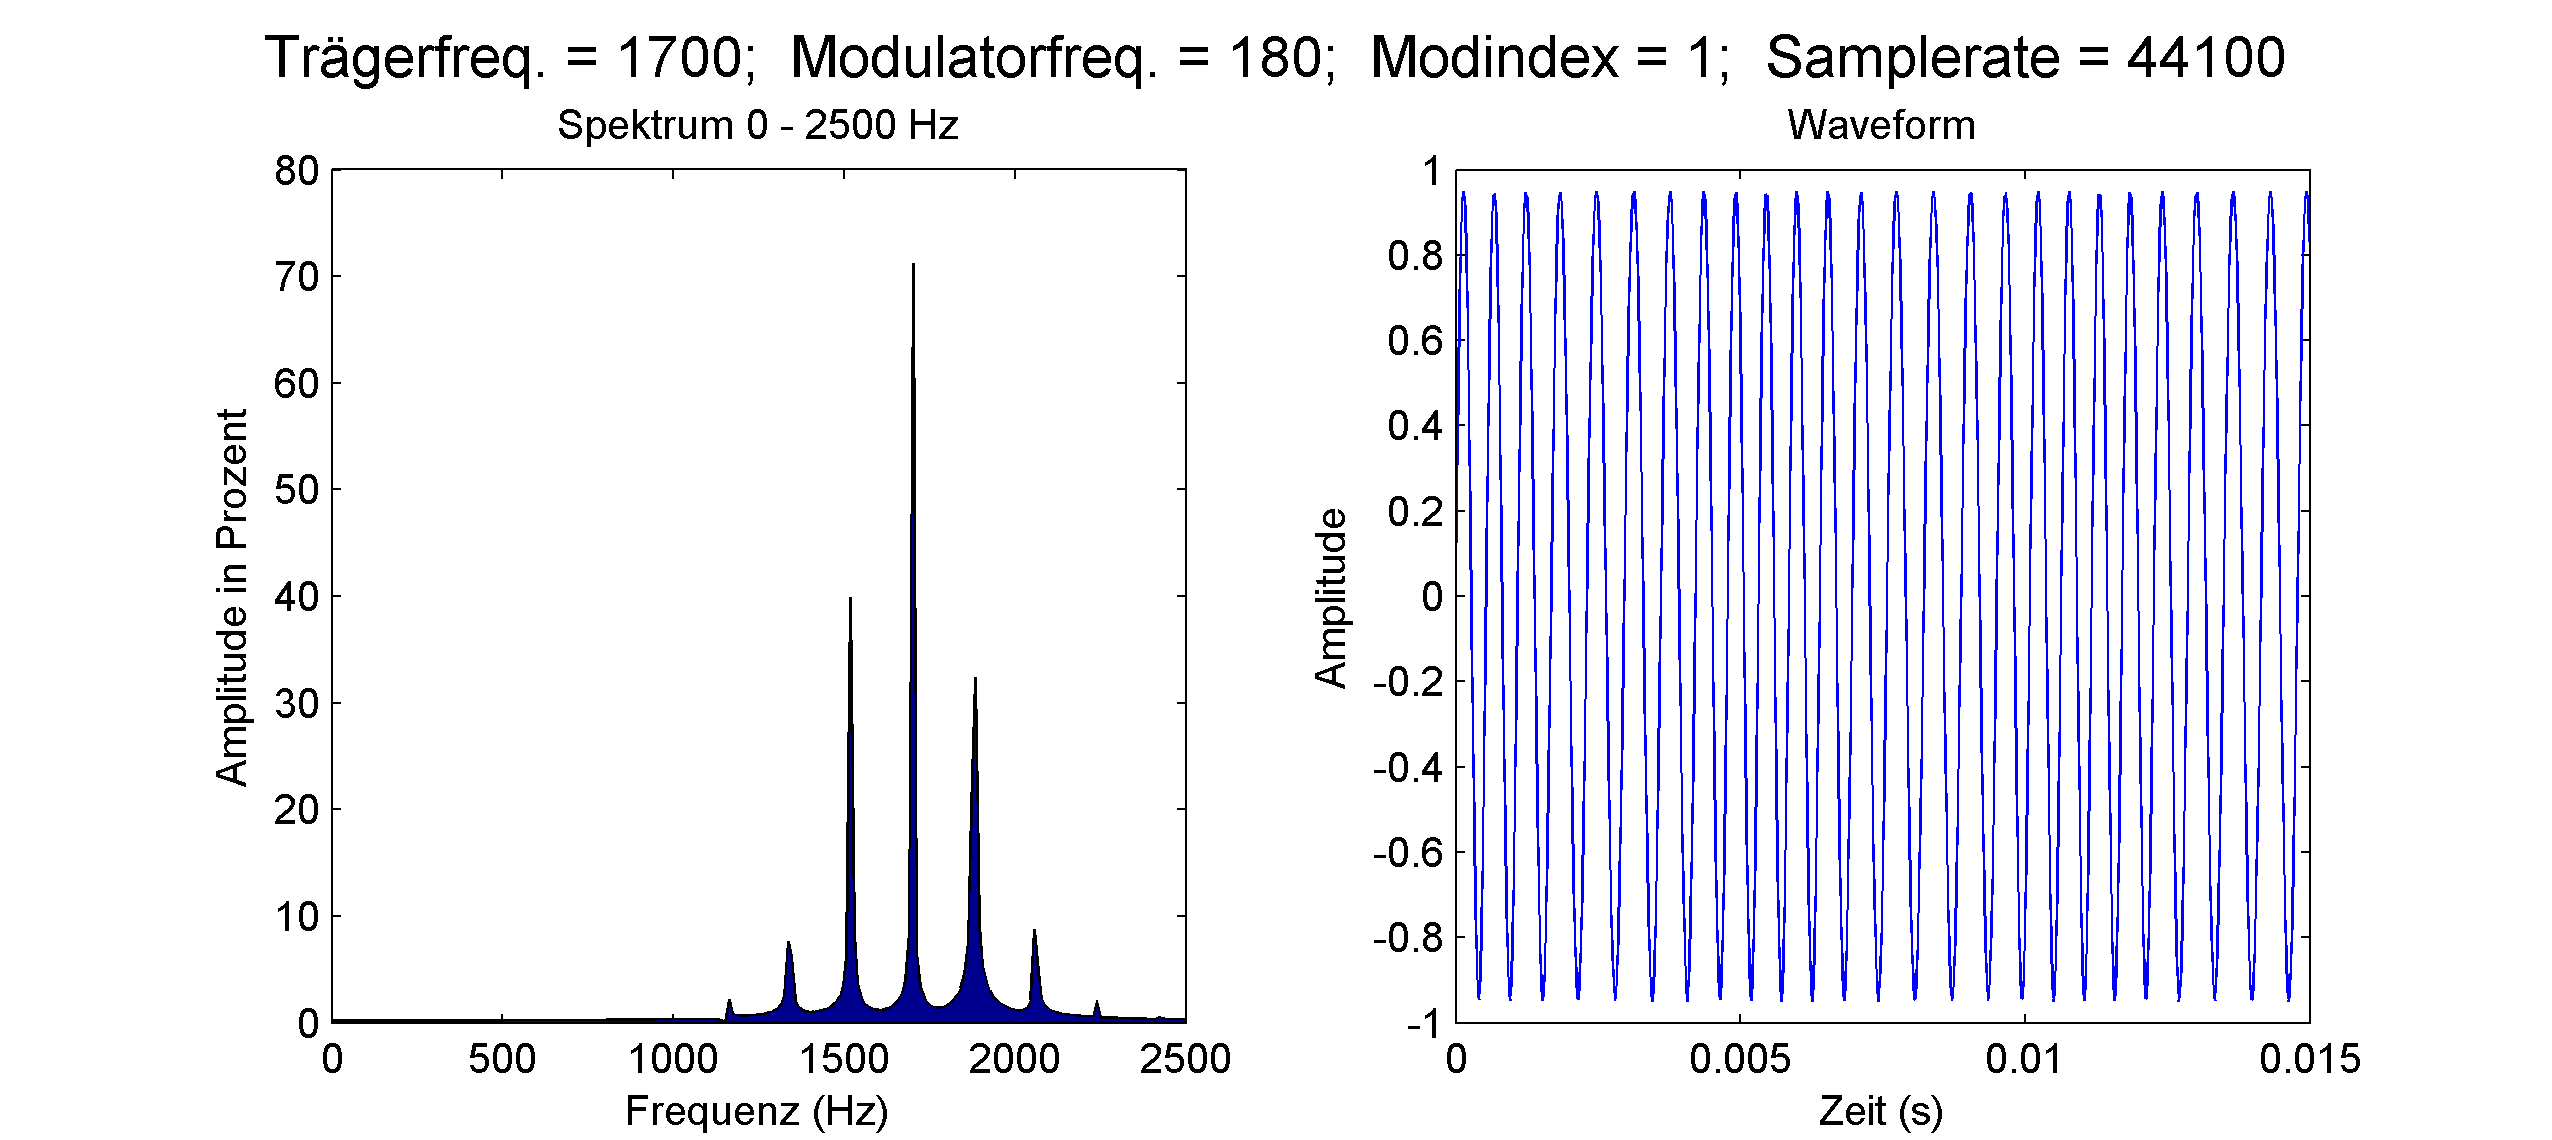 Trägerfreq. = 1700;  Modulatorfreq. = 180;  Modindex = 1;  Samplerate = 44100
Spektrum 0 - 2500 Hz
80
70
60
50
40
30
20
10
0
Amplitude in Prozent
0 500 1000 1500 2000 2500
Frequenz (Hz)
Waveform
1
0.8
0.6
0.4
0.2
0
-0.2
-0.4
-0.6
-0.8
-1
Amplitude
0 0.005 0.01 0.015
Zeit (s)